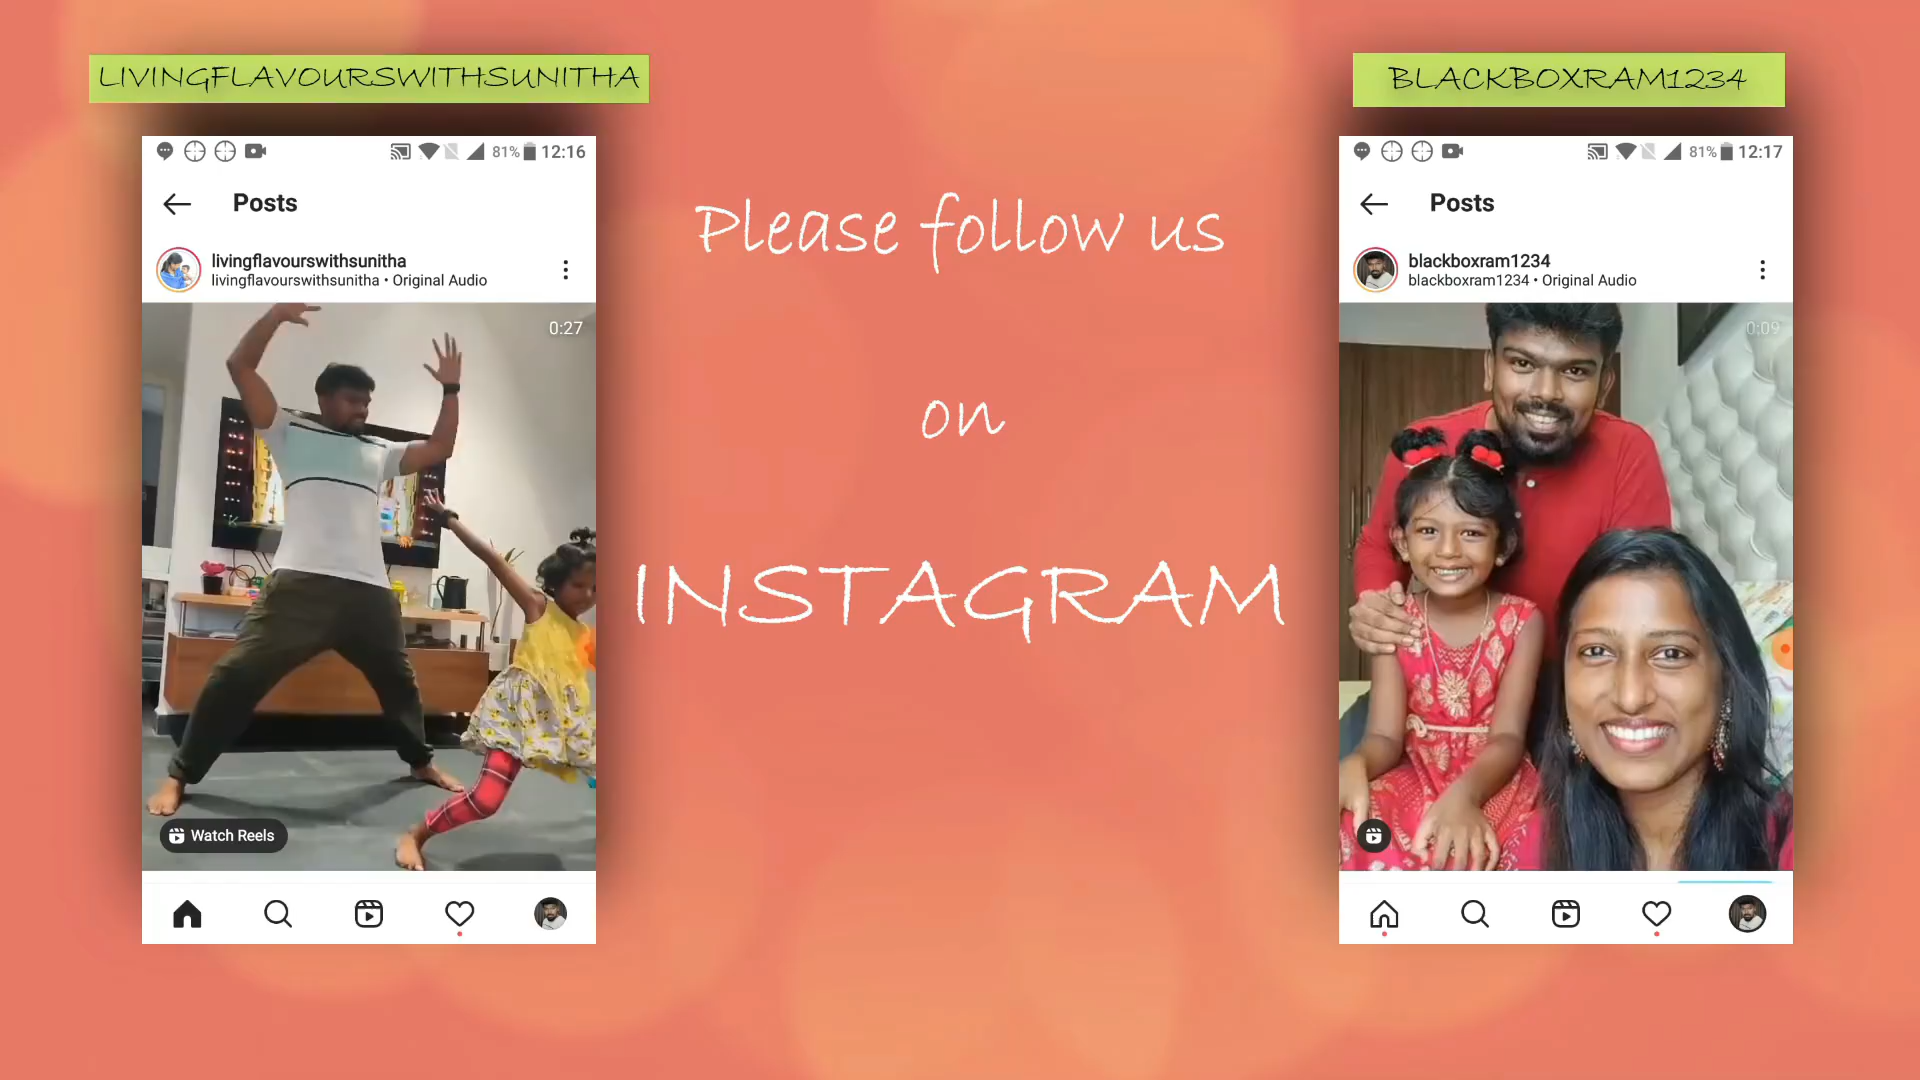 LIVINGFLAVOURSWITHSUNITHA
81% 12:16
Posts
livingflavourswithsunitha
livingflavourswithsunitha • Original Audio
0:27
Watch Reels
Please follow us
on
INSTAGRAM
BLACKBOXRAM1234
81% 12:17
Posts
blackboxram1234
blackboxram1234 • Original Audio
0:09